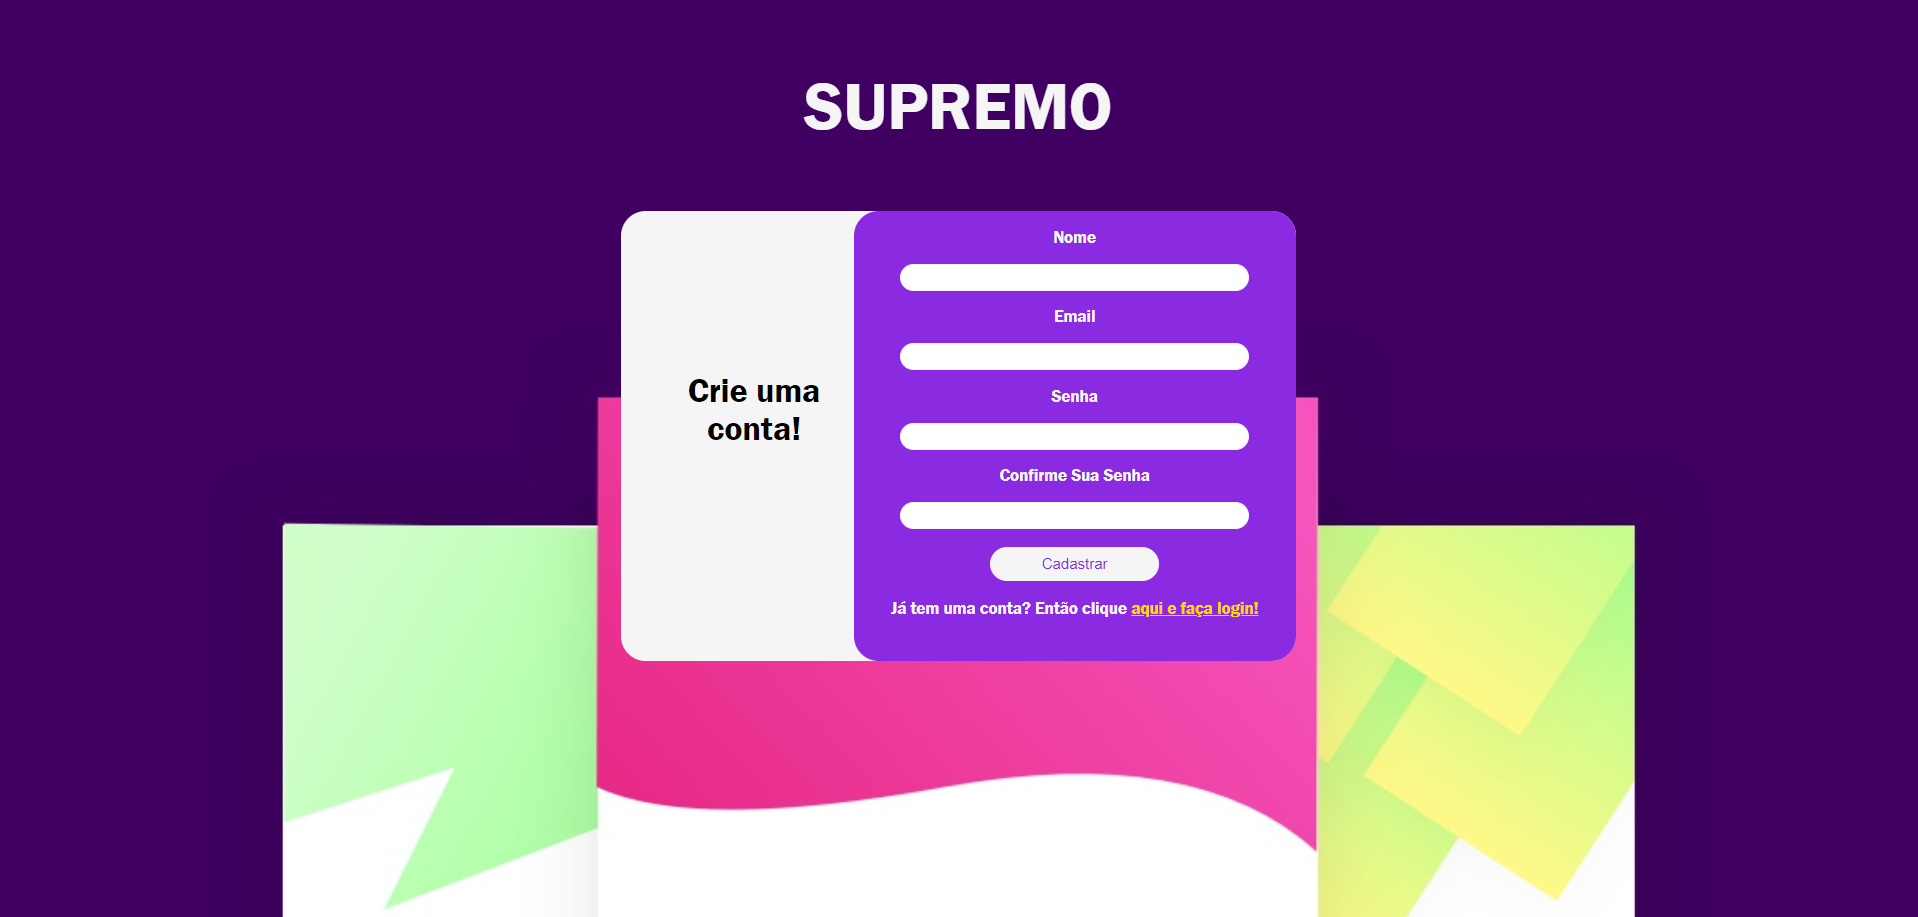 SUPREMO
Crie uma
conta!
Nome
Email
Senha
Confirme Sua Senha
Cadastrar
Já tem uma conta? Então clique aqui e faça login!